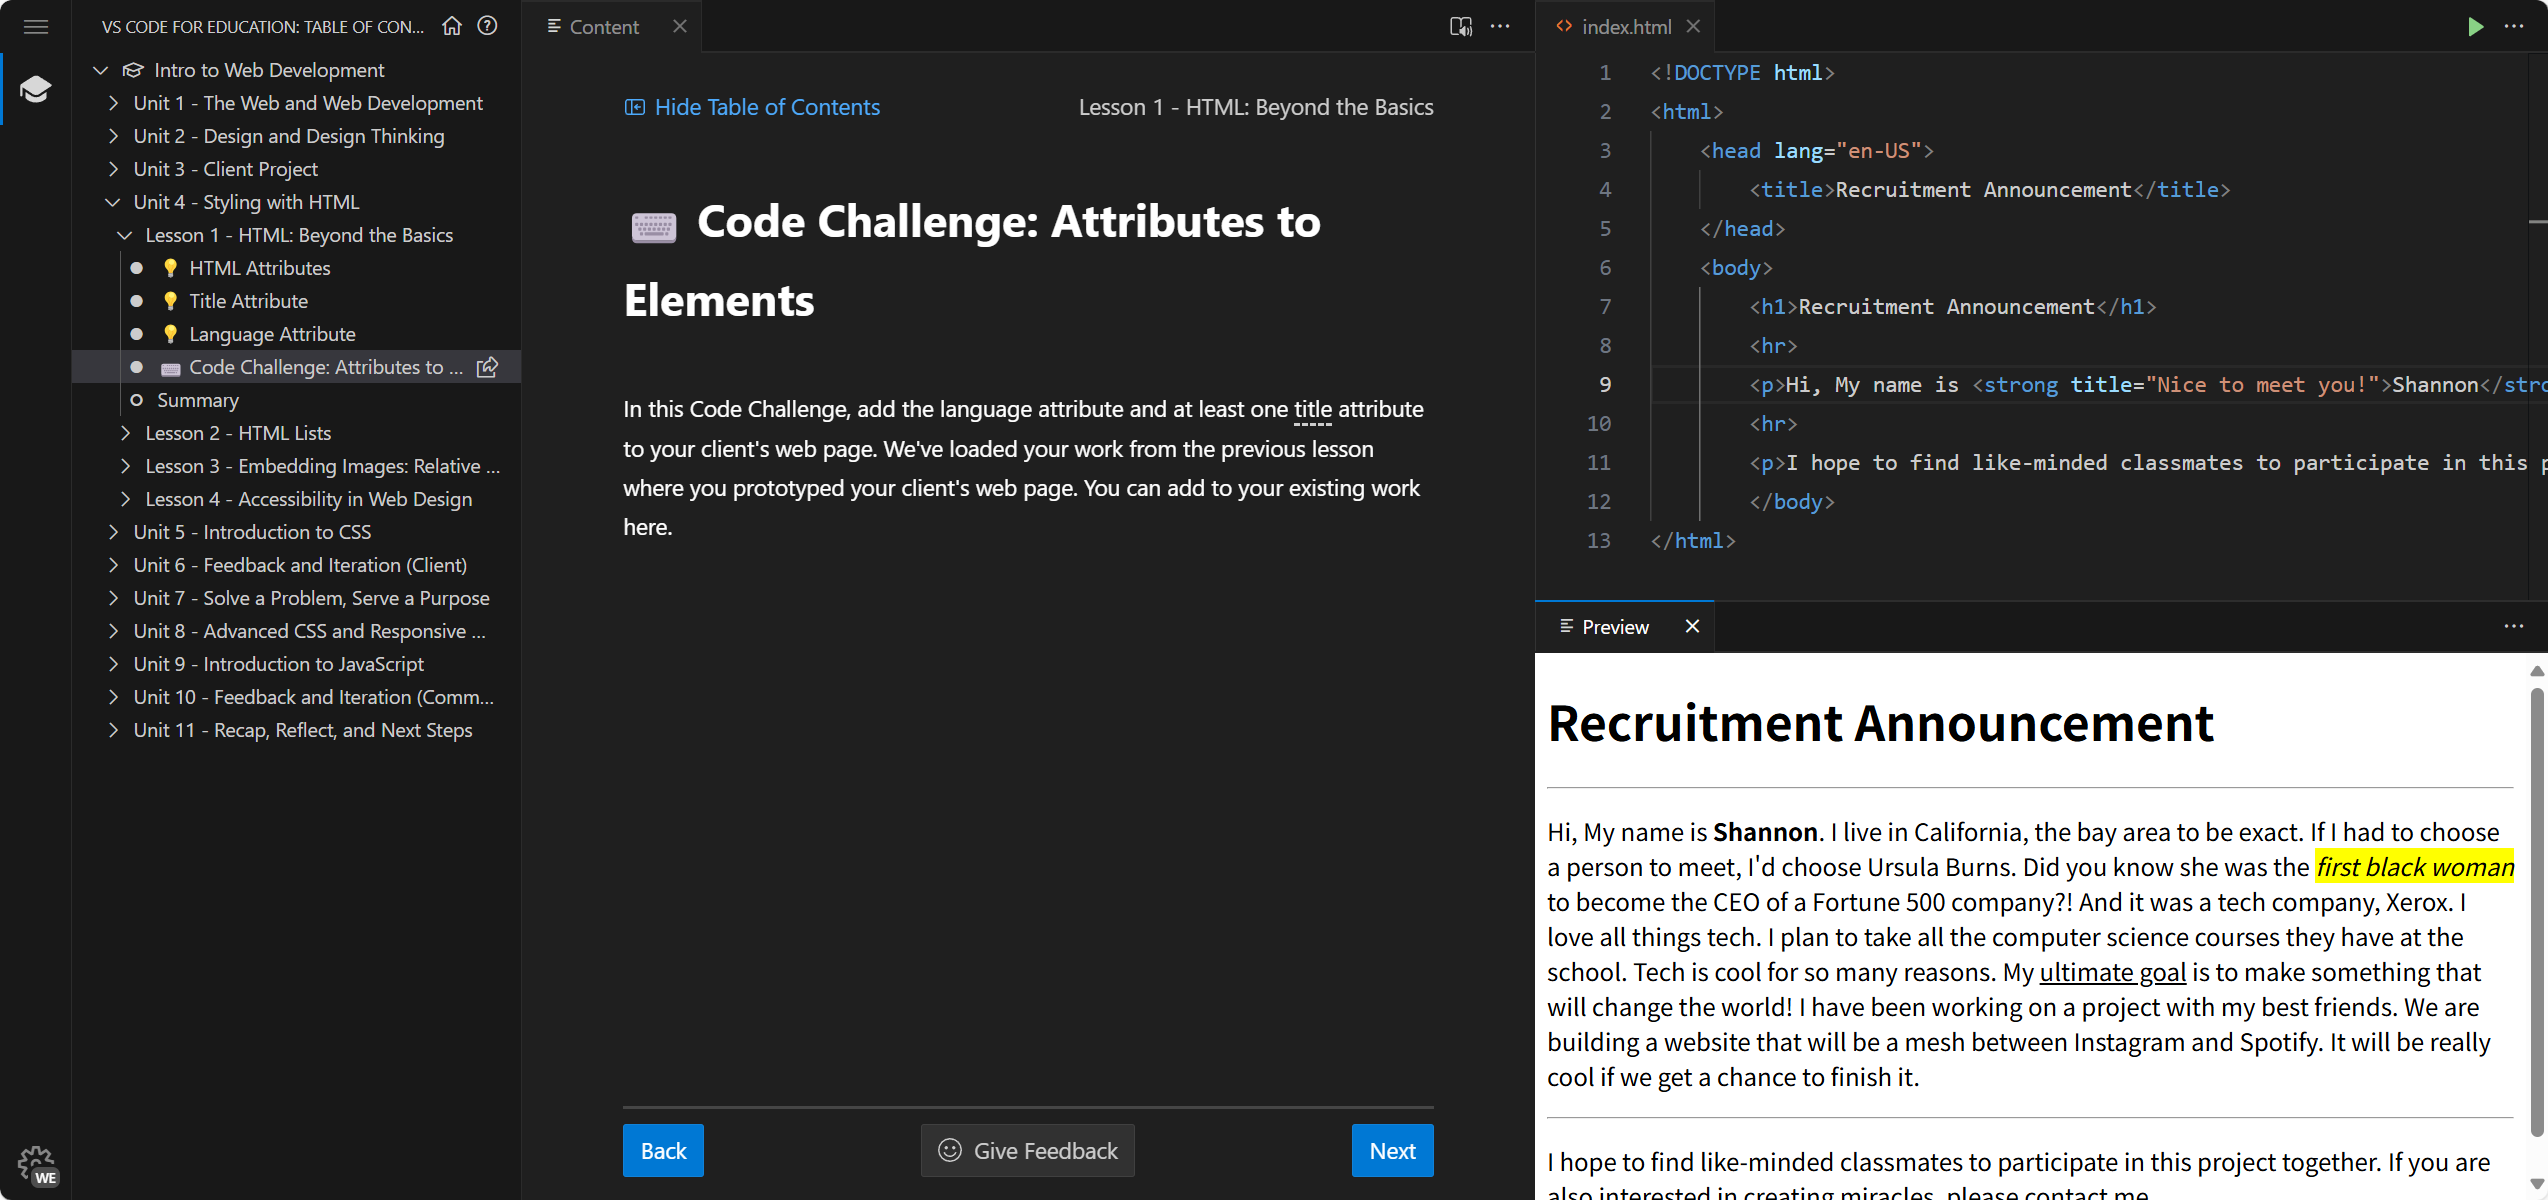 VS CODE FOR EDUCATION: TABLE OF CON...
Intro to Web Development
Unit 1 - The Web and Web Development
Unit 2 - Design and Design Thinking
Unit 3 - Client Project
Unit 4 - Styling with HTML
Lesson 1 - HTML: Beyond the Basics
HTML Attributes
Title Attribute
Language Attribute
Code Challenge: Attributes to ...
Summary
Lesson 2 - HTML Lists
Lesson 3 - Embedding Images: Relative ...
Lesson 4 - Accessibility in Web Design
Unit 5 - Introduction to CSS
Unit 6 - Feedback and Iteration (Client)
Unit 7 - Solve a Problem, Serve a Purpose
Unit 8 - Advanced CSS and Responsive ...
Unit 9 - Introduction to JavaScript
Unit 10 - Feedback and Iteration (Comm...
Unit 11 - Recap, Reflect, and Next Steps
WE
Content
Hide Table of Contents
Lesson 1 - HTML: Beyond the Basics
Code Challenge: Attributes to
Elements
In this Code Challenge, add the language attribute and at least one title attribute
to your client's web page. We've loaded your work from the previous lesson
where you prototyped your client's web page. You can add to your existing work
here.
Back
Give Feedback
Next
index.html
1 <!DOCTYPE html>
2 <html>
3 <head lang="en-US">
4 <title>Recruitment Announcement</title>
5 </head>
6 <body>
7 <h1>Recruitment Announcement</h1>
8 <hr>
9 <p>Hi, My name is <strong title="Nice to meet you!">Shannon</stro
10 <hr>
11 <p>I hope to find like-minded classmates to participate in this p
12 </body>
13 </html>
Preview
Recruitment Announcement
Hi, My name is Shannon. I live in California, the bay area to be exact. If I had to choose
a person to meet, I'd choose Ursula Burns. Did you know she was the first black woman
to become the CEO of a Fortune 500 company?! And it was a tech company, Xerox. I
love all things tech. I plan to take all the computer science courses they have at the
school. Tech is cool for so many reasons. My ultimate goal is to make something that
will change the world! I have been working on a project with my best friends. We are
building a website that will be a mesh between Instagram and Spotify. It will be really
cool if we get a chance to finish it.
I hope to find like-minded classmates to participate in this project together. If you are
also interested in creating miracles, please contact me